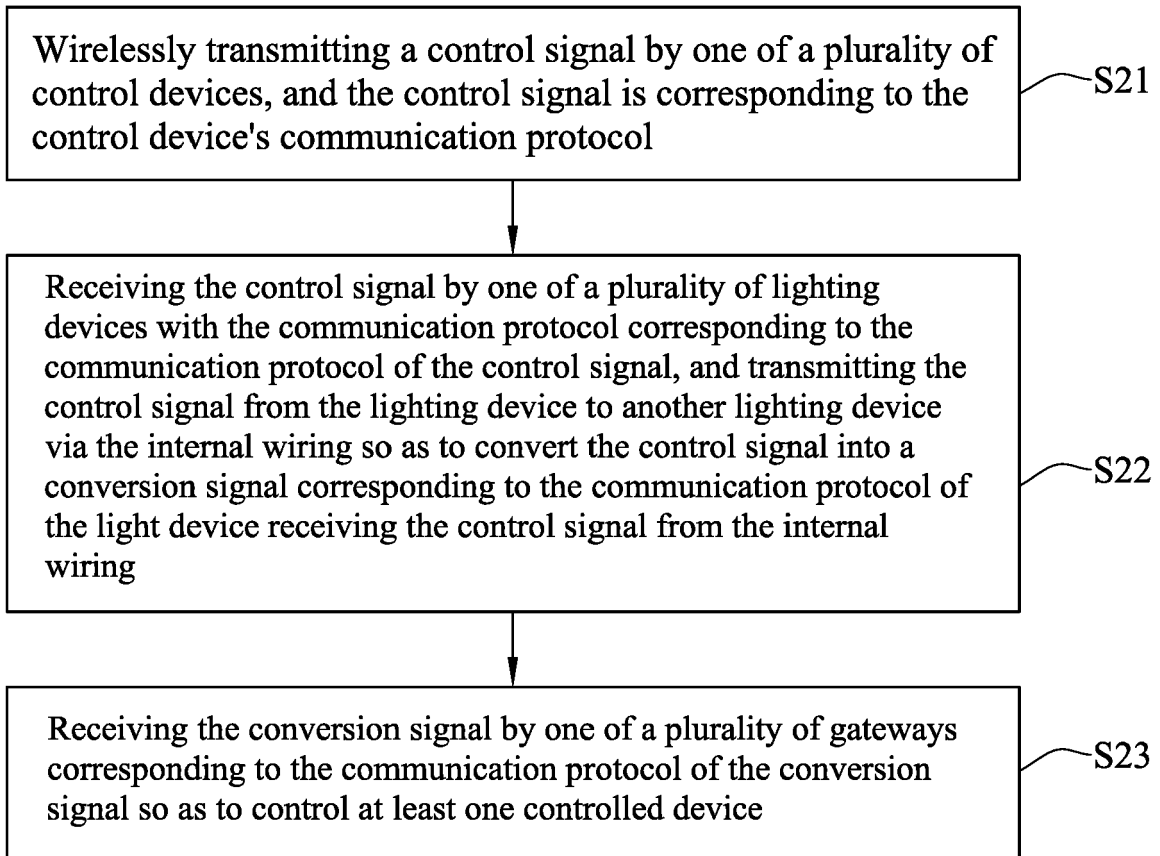 Wirelessly transmitting a control signal by one of a plurality of
control devices, and the control signal is corresponding to the
control device's communication protocol
S21
Receiving the control signal by one of a plurality of lighting
devices with the communication protocol corresponding to the
communication protocol of the control signal, and transmitting the
control signal from the lighting device to another lighting device
via the internal wiring so as to convert the control signal into a
conversion signal corresponding to the communication protocol of
the light device receiving the control signal from the internal
wiring
S22
Receiving the conversion signal by one of a plurality of gateways
corresponding to the communication protocol of the conversion
signal so as to control at least one controlled device
S23